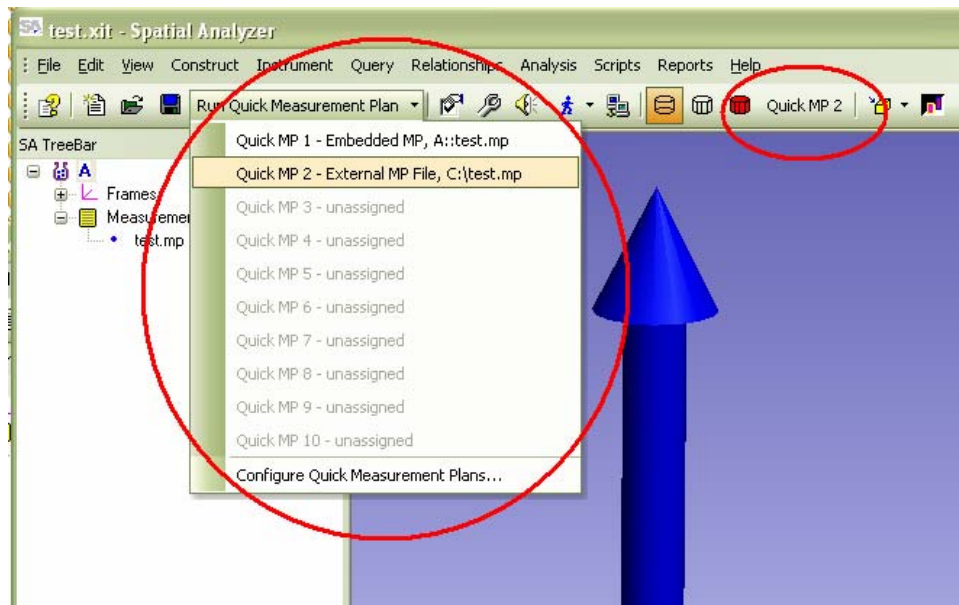 SA test.xit - Spatial Analyzer
File Edit View Construct Instrument Query Relationships Analysis Scripts Reports Help
Run Quick Measurement Plan Quick MP 2
SA TreeBar
Quick MP 1 - Embedded MP, A::test.mp
A
Quick MP 2 - External MP File, C:\test.mp
Frames
Quick MP 3 - unassigned
Measuremen
Quick MP 4 - unassigned
test.mp
Quick MP 5 - unassigned
Quick MP 6 - unassigned
Quick MP 7 - unassigned
Quick MP 8 - unassigned
Quick MP 9 - unassigned
Quick MP 10 - unassigned
Configure Quick Measurement Plans...